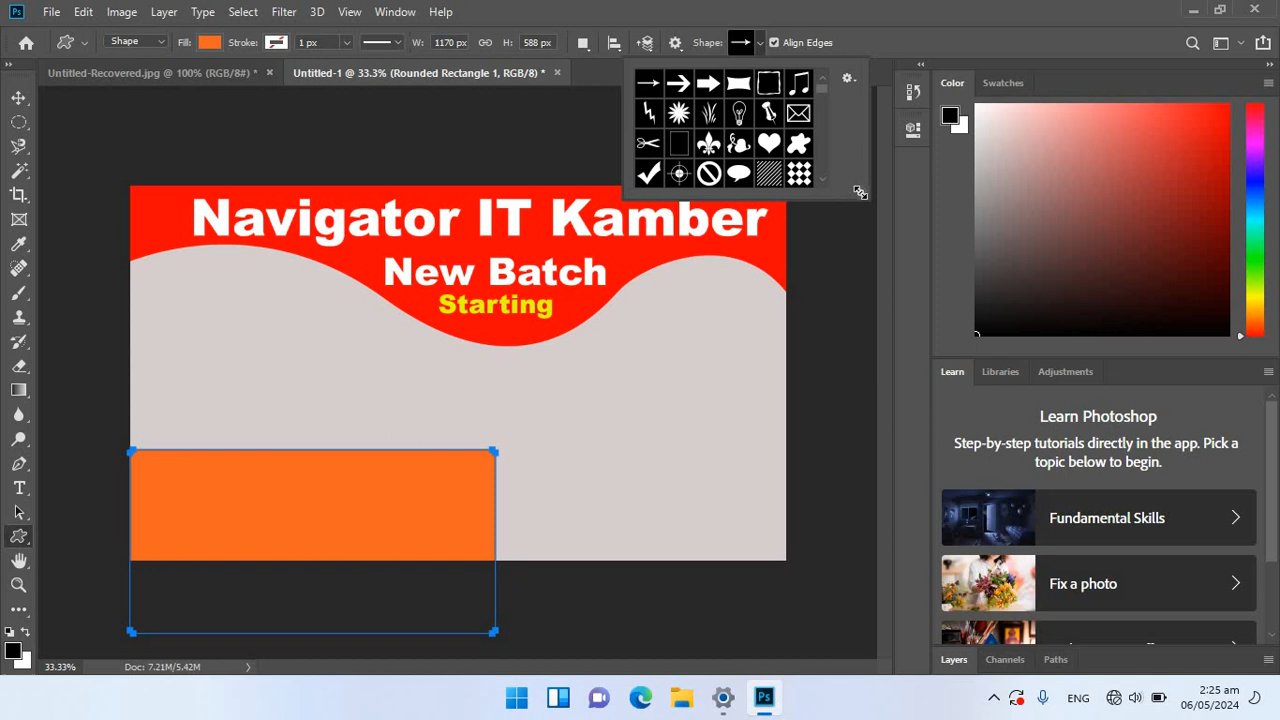 Ps File Edit Image Layer Type Select Filter 3D View Window Help
Shape Fill: Stroke: 1 px W: 1170 px H: 588 px Shape: Align Edges
Untitled-Recovered.jpg @ 100% (RGB/8#) * Untitled-1 @ 33.3% (Rounded Rectangle 1, RGB/8) *
Color Swatches
Navigator IT Kamber
New Batch
Starting
Learn Libraries Adjustments
Learn Photoshop
Step-by-step tutorials directly in the app. Pick a
topic below to begin.
Fundamental Skills
Fix a photo
Layers Channels Paths
33.33% Doc: 7.21M/5.42M
Ps
ENG
2:25 am
06/05/2024